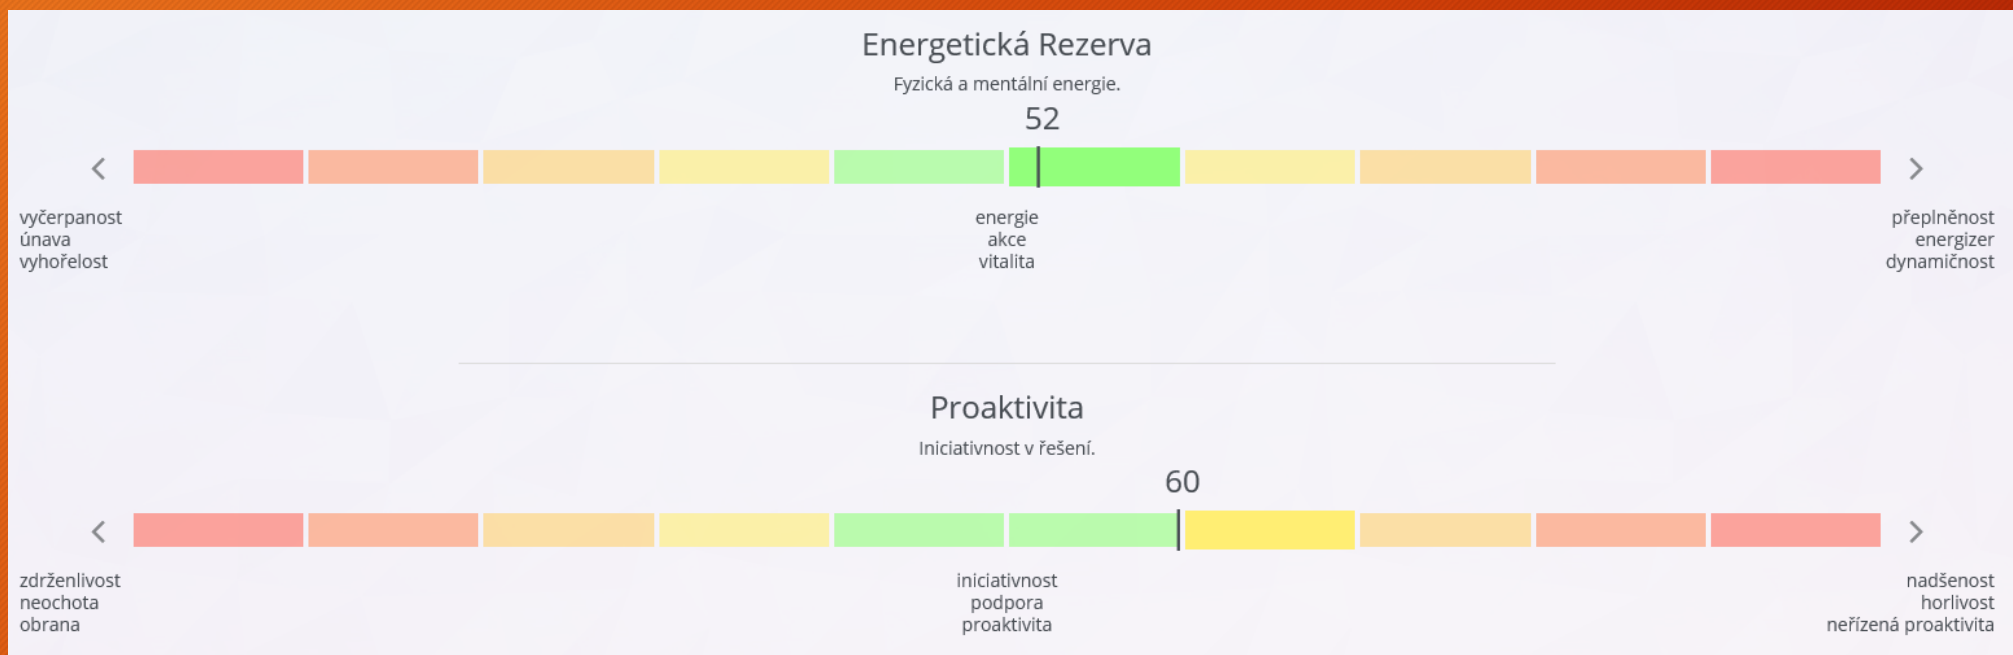 Energetická Rezerva
Fyzická a mentální energie.
52
vyčerpanost
únava
vyhořelost
energie
akce
vitalita
přeplněnost
energizer
dynamičnost
Proaktivita
Iniciativnost v řešení.
60
zdrženlivost
neochota
obrana
iniciativnost
podpora
proaktivita
nadšenost
horlivost
neřízená proaktivita